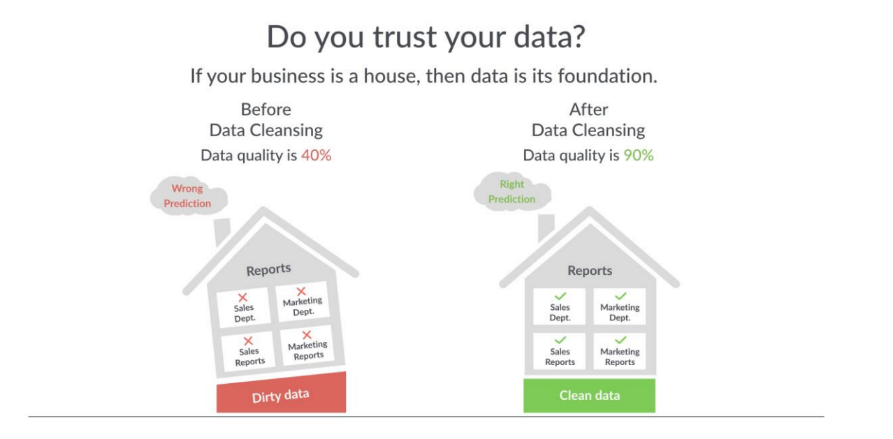 Do you trust your data?
If your business is a house, then data is its foundation.
Before
Data Cleansing
Data quality is 40%
Wrong
Prediction
Reports
Sales
Dept.
Marketing
Dept.
Sales
Reports
Marketing
Reports
Dirty data
After
Data Cleansing
Data quality is 90%
Right
Prediction
Reports
Sales
Dept.
Marketing
Dept.
Sales
Reports
Marketing
Reports
Clean data